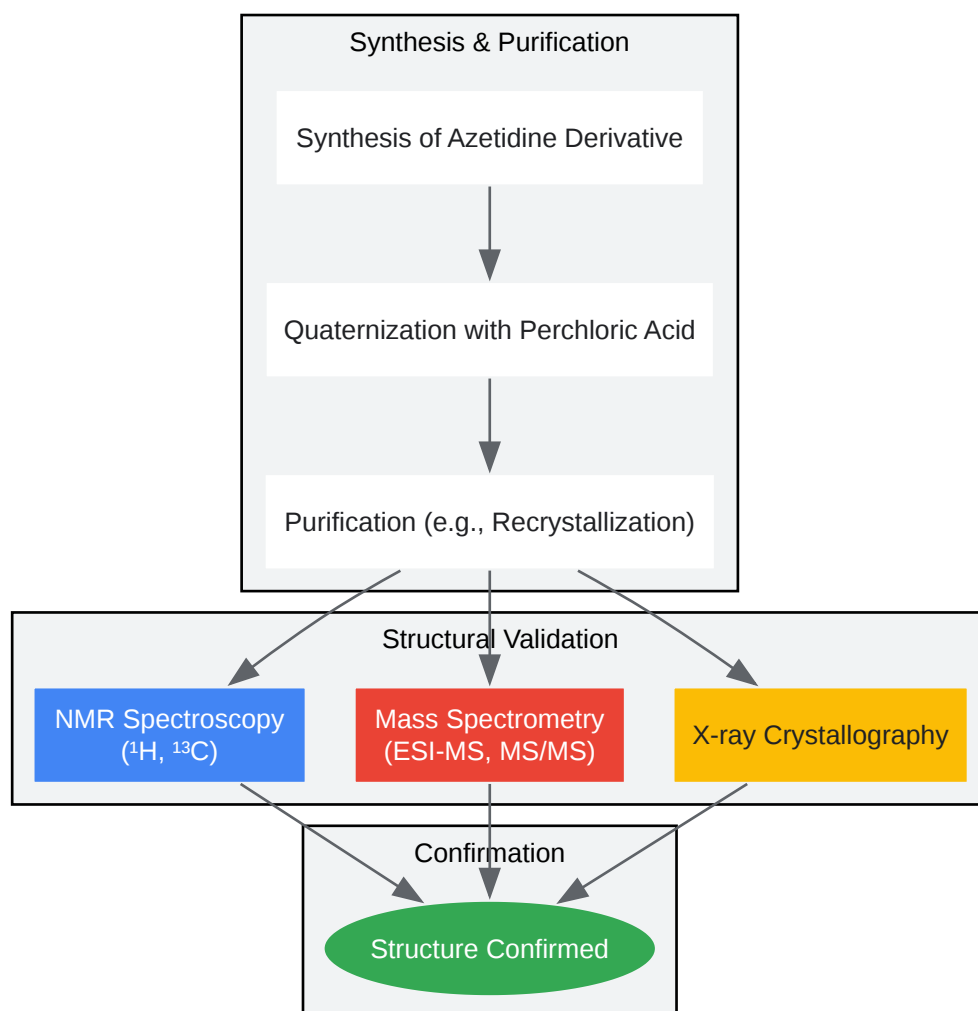 Synthesis & Purification
Synthesis of Azetidine Derivative
Quaternization with Perchloric Acid
Purification (e.g., Recrystallization)
Structural Validation
NMR Spectroscopy
(¹H, ¹³C)
Mass Spectrometry
(ESI-MS, MS/MS)
X-ray Crystallography
Confirmation
Structure Confirmed